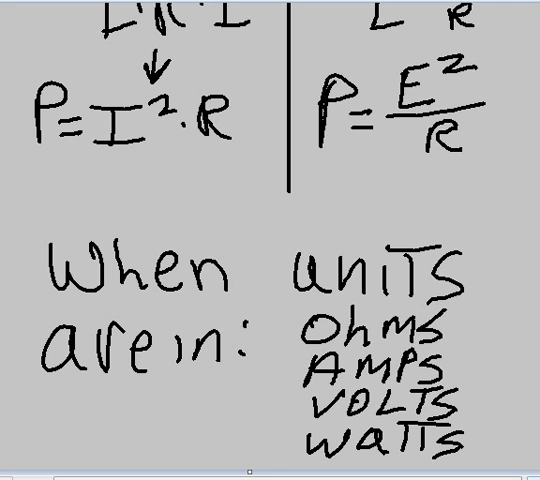 P=I²·R
P=E²/R
When units
are in: Ohms
AMPS
VOLTS
WaTTS